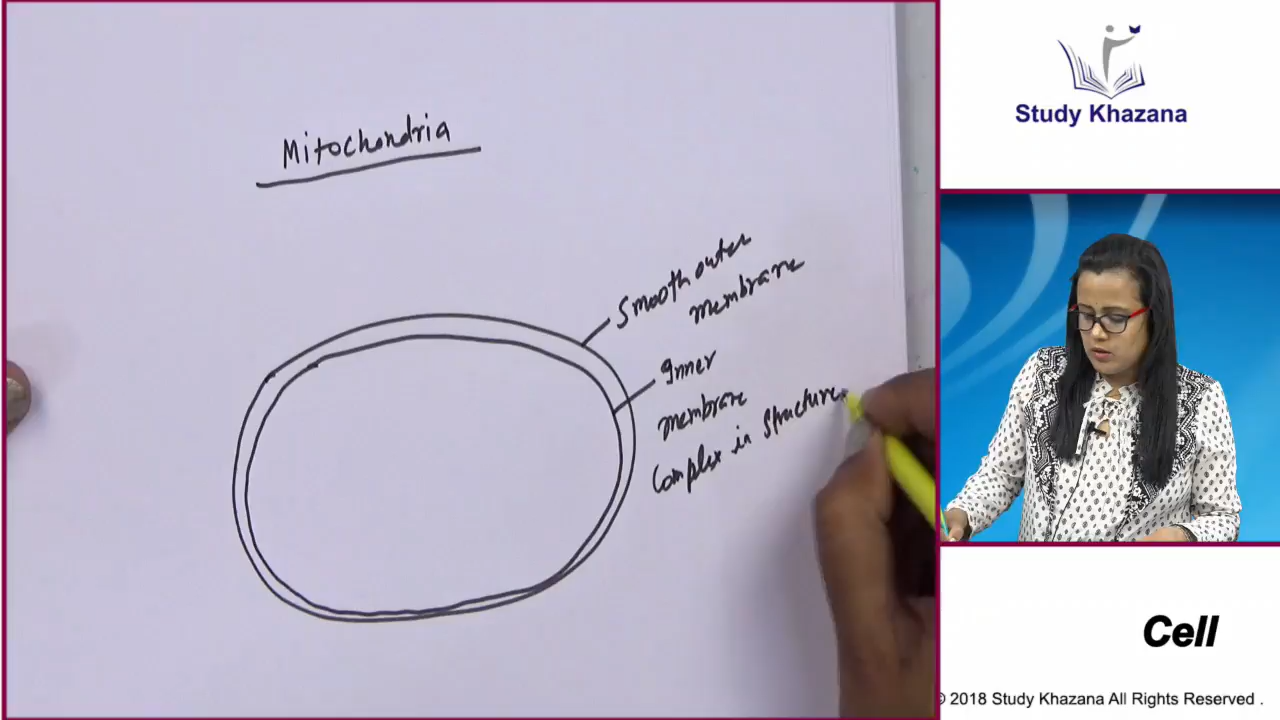 Mitochondria
Smooth outer
membrane
Inner
membrane
Complex in structure
Study Khazana
Cell
© 2018 Study Khazana All Rights Reserved .